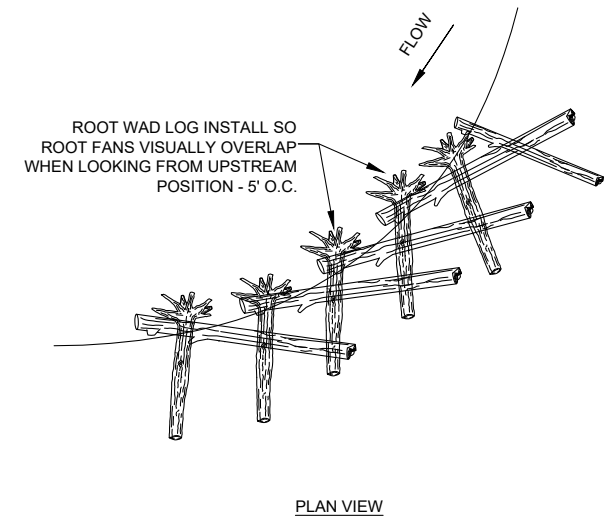 FLOW
ROOT WAD LOG INSTALL SO
ROOT FANS VISUALLY OVERLAP
WHEN LOOKING FROM UPSTREAM
POSITION - 5' O.C.
PLAN VIEW